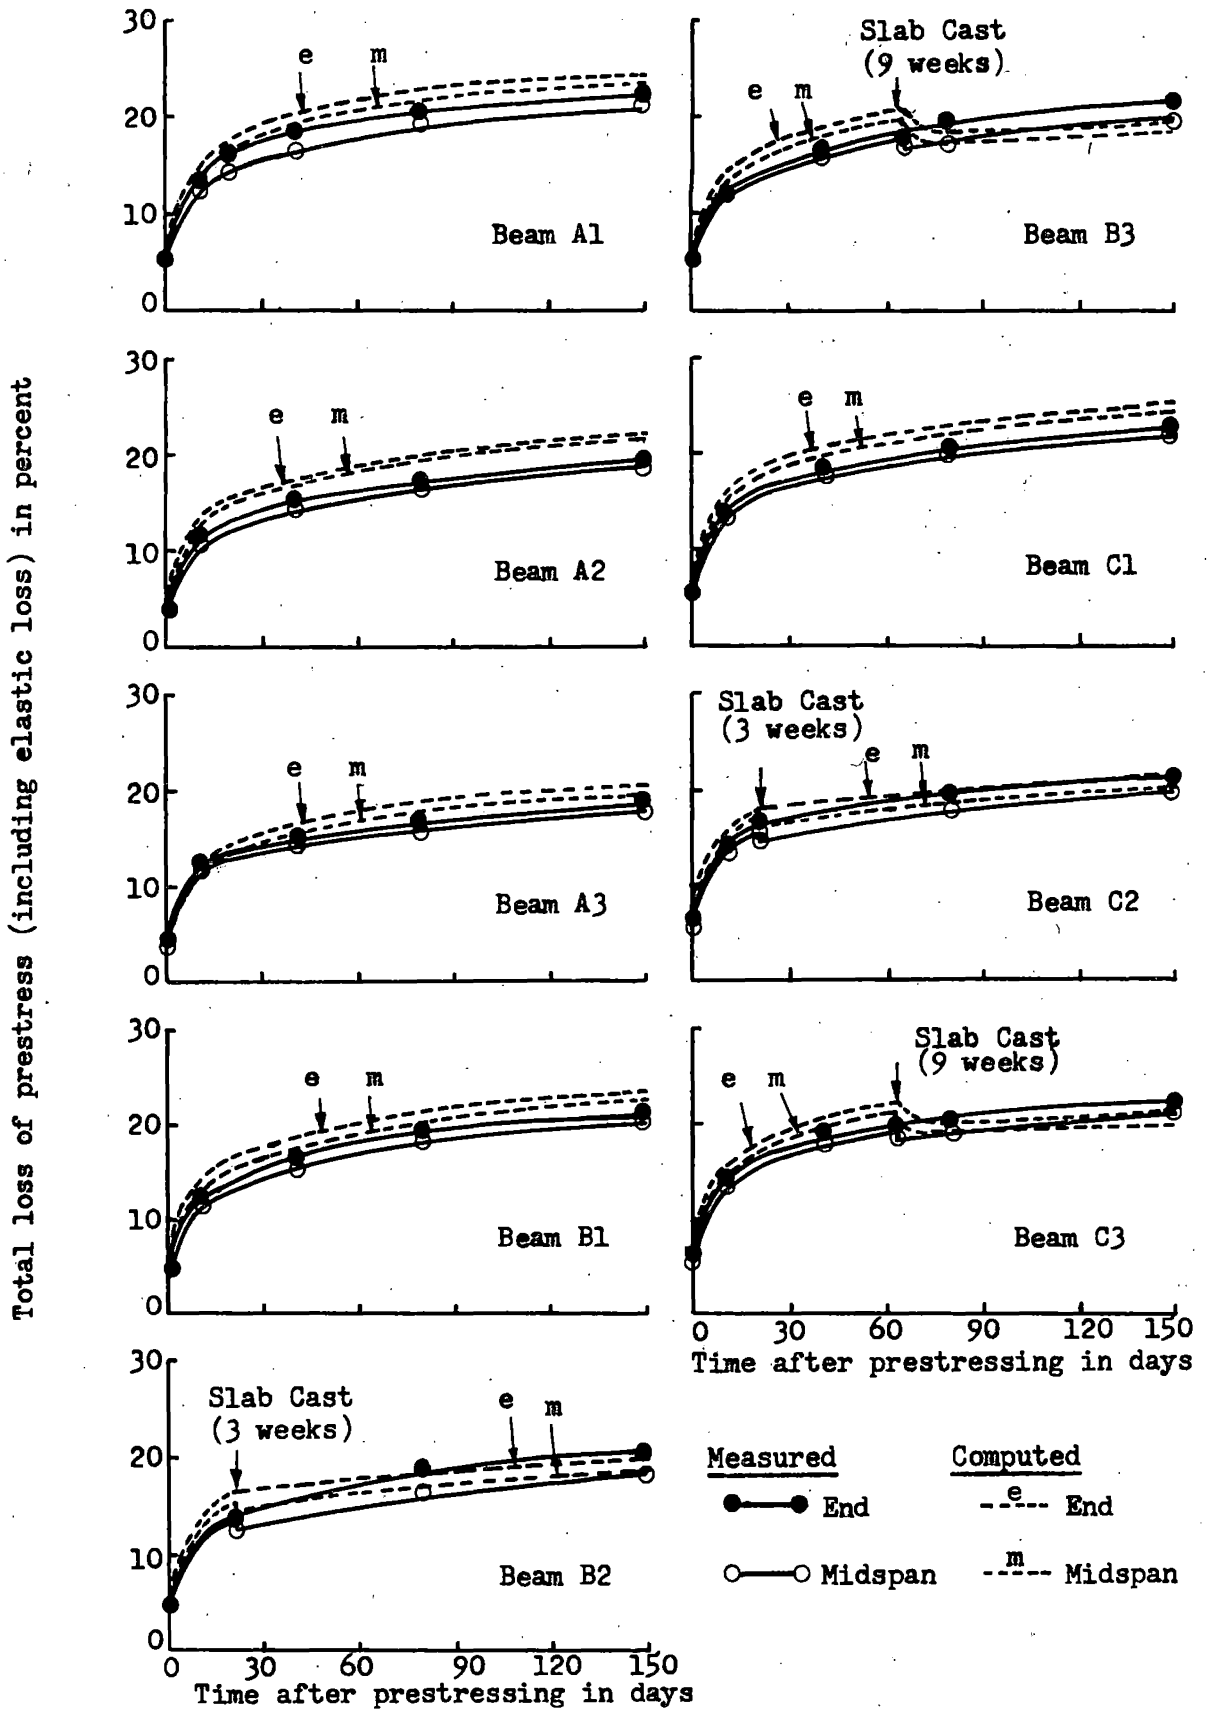 Total loss of prestress (including elastic loss) in percent
30
20
10
0
e
m
Beam A1
Slab Cast
(9 weeks)
e
m
Beam B3
30
20
10
0
e
m
Beam A2
e
m
Beam C1
30
20
10
0
e
m
Beam A3
Slab Cast
(3 weeks)
e
m
Beam C2
30
20
10
0
e
m
Beam B1
Slab Cast
(9 weeks)
e
m
Beam C3
0 30 60 90 120 150
Time after prestressing in days
30
20
10
0
Slab Cast
(3 weeks)
e
m
Beam B2
0 30 60 90 120 150
Time after prestressing in days
Measured Computed
End
e
End
Midspan
m
Midspan